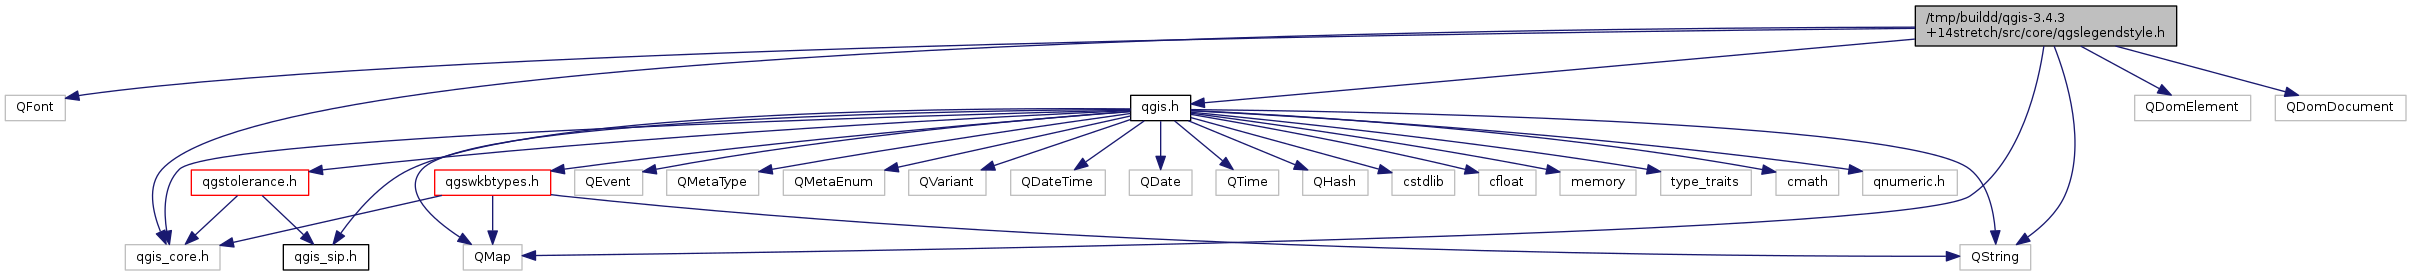 /tmp/buildd/qgis-3.4.3
+14stretch/src/core/qgslegendstyle.h
QFont
qgis.h
QDomElement
QDomDocument
qgstolerance.h
qgswkbtypes.h
QEvent
QMetaType
QMetaEnum
QVariant
QDateTime
QDate
QTime
QHash
cstdlib
cfloat
memory
type_traits
cmath
qnumeric.h
qgis_core.h
qgis_sip.h
QMap
QString